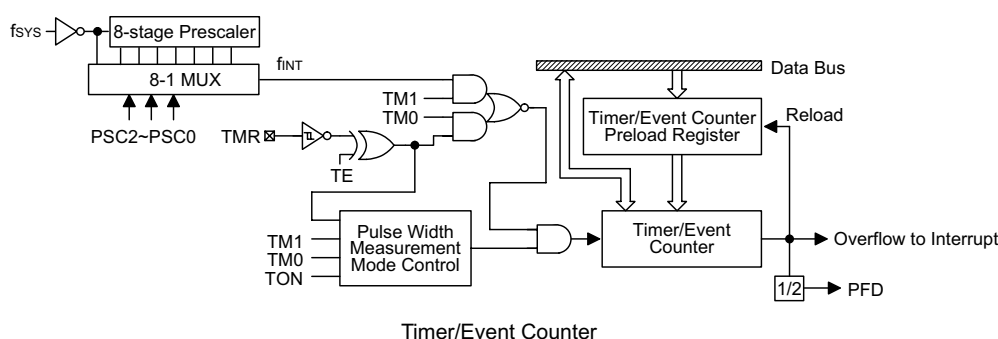 fSYS
8-stage Prescaler
8-1 MUX
PSC2~PSC0
fINT
TM1
TM0
TMR
TE
TM1
TM0
TON
Pulse Width
Measurement
Mode Control
Data Bus
Timer/Event Counter
Preload Register
Reload
Timer/Event
Counter
Overflow to Interrupt
1/2
PFD
Timer/Event Counter